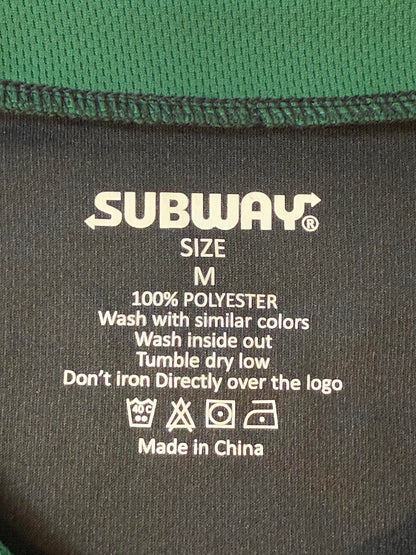 SUBWAY®
SIZE
M
100% POLYESTER
Wash with similar colors
Wash inside out
Tumble dry low
Don't iron Directly over the logo
40 C
Made in China